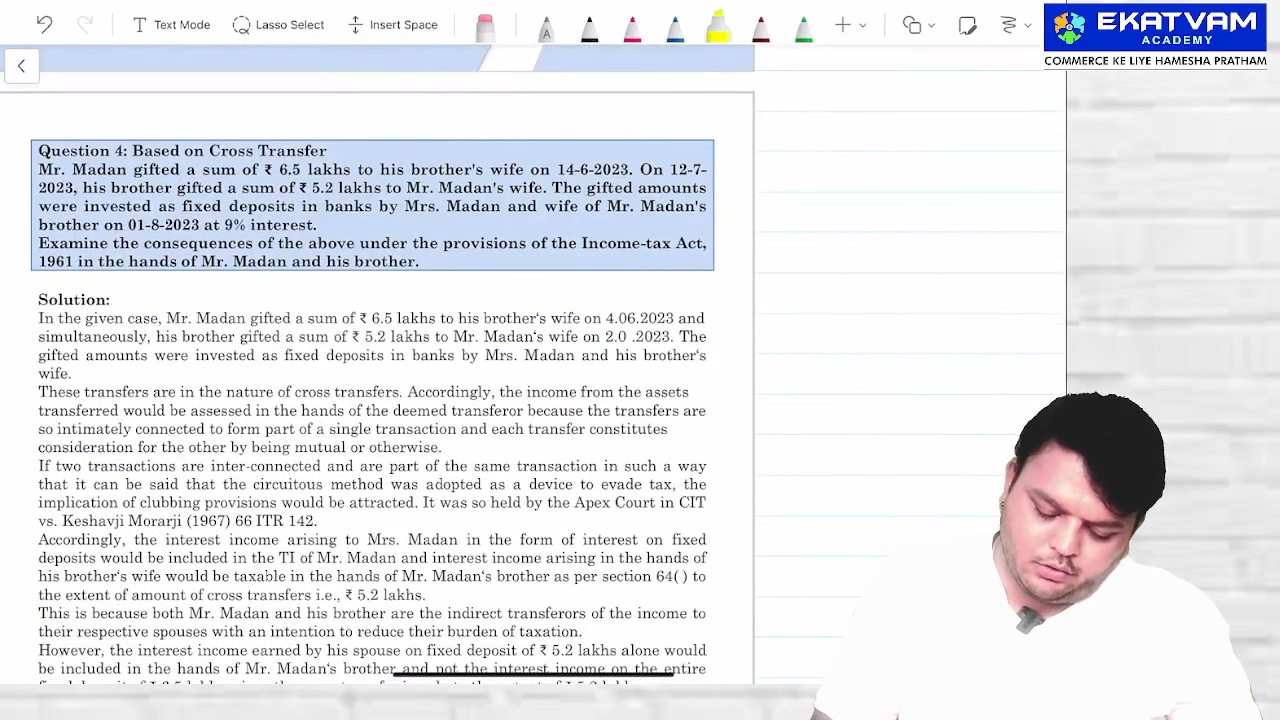 Text Mode
Lasso Select
Insert Space
A
EKATVAM
ACADEMY
COMMERCE KE LIYE HAMESHA PRATHAM
Question 4: Based on Cross Transfer
Mr. Madan gifted a sum of ₹ 6.5 lakhs to his brother's wife on 14-6-2023. On 12-7-
2023, his brother gifted a sum of ₹ 5.2 lakhs to Mr. Madan's wife. The gifted amounts
were invested as fixed deposits in banks by Mrs. Madan and wife of Mr. Madan's
brother on 01-8-2023 at 9% interest.
Examine the consequences of the above under the provisions of the Income-tax Act,
1961 in the hands of Mr. Madan and his brother.
Solution:
In the given case, Mr. Madan gifted a sum of ₹ 6.5 lakhs to his brother's wife on 4.06.2023 and
simultaneously, his brother gifted a sum of ₹ 5.2 lakhs to Mr. Madan‘s wife on 2.0 .2023. The
gifted amounts were invested as fixed deposits in banks by Mrs. Madan and his brother‘s
wife.
These transfers are in the nature of cross transfers. Accordingly, the income from the assets
transferred would be assessed in the hands of the deemed transferor because the transfers are
so intimately connected to form part of a single transaction and each transfer constitutes
consideration for the other by being mutual or otherwise.
If two transactions are inter-connected and are part of the same transaction in such a way
that it can be said that the circuitous method was adopted as a device to evade tax, the
implication of clubbing provisions would be attracted. It was so held by the Apex Court in CIT
vs. Keshavji Morarji (1967) 66 ITR 142.
Accordingly, the interest income arising to Mrs. Madan in the form of interest on fixed
deposits would be included in the TI of Mr. Madan and interest income arising in the hands of
his brother‘s wife would be taxable in the hands of Mr. Madan‘s brother as per section 64( ) to
the extent of amount of cross transfers i.e., ₹ 5.2 lakhs.
This is because both Mr. Madan and his brother are the indirect transferors of the income to
their respective spouses with an intention to reduce their burden of taxation.
However, the interest income earned by his spouse on fixed deposit of ₹ 5.2 lakhs alone would
be included in the hands of Mr. Madan‘s brother and not the interest income on the entire